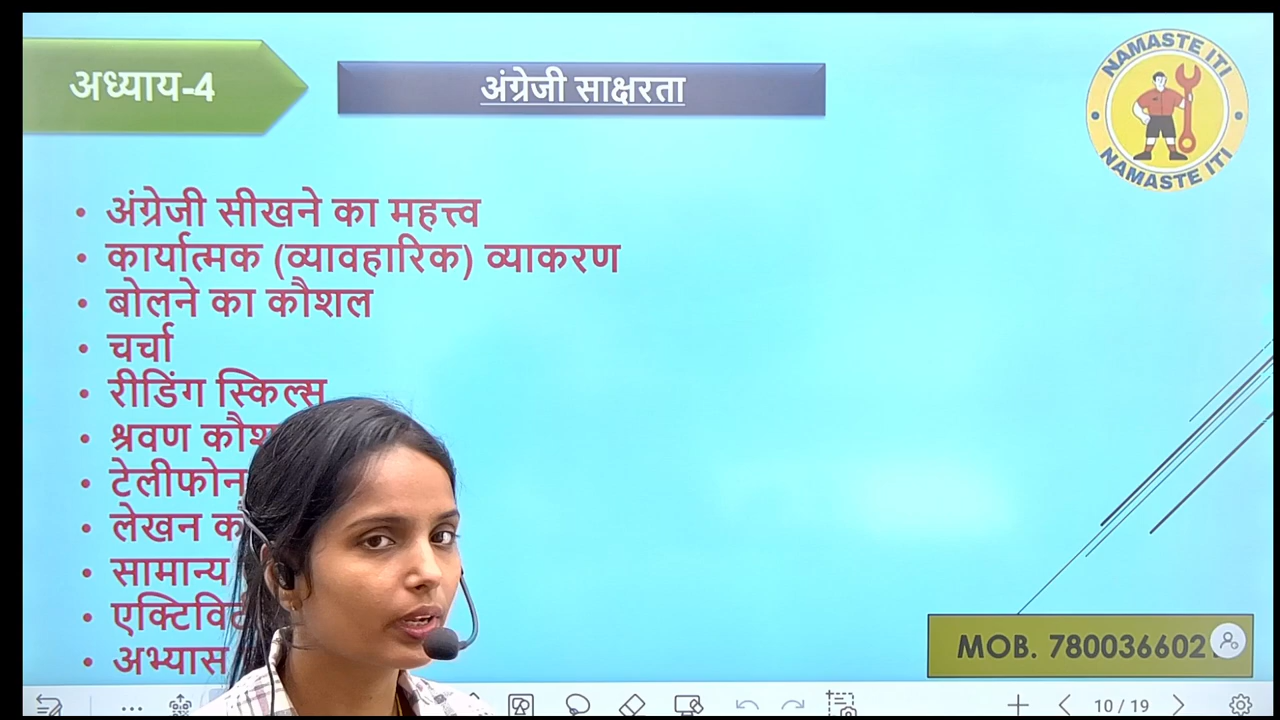 अध्याय-4
अंग्रेजी साक्षरता
NAMASTE ITI
NAMASTE ITI
• अंग्रेजी सीखने का महत्त्व
• कार्यात्मक (व्यावहारिक) व्याकरण
• बोलने का कौशल
• चर्चा
• रीडिंग स्किल्स
• श्रवण
• टेलीफोन
• लेखन
• सामान्य
•
• अभ्यास
MOB. 780036602
10 / 19